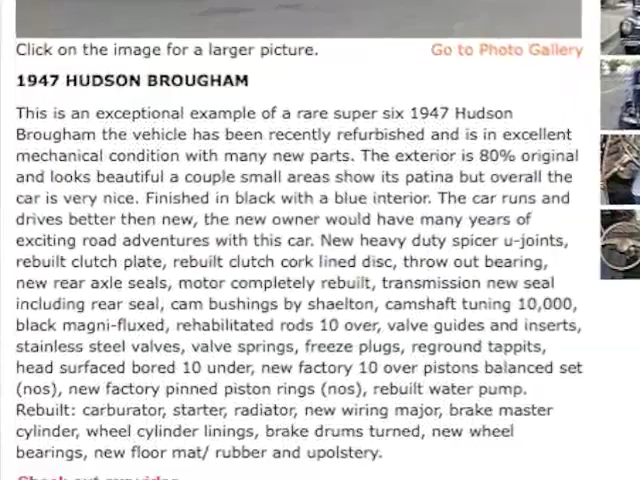 Click on the image for a larger picture. Go to Photo Gallery
1947 HUDSON BROUGHAM
This is an exceptional example of a rare super six 1947 Hudson
Brougham the vehicle has been recently refurbished and is in excellent
mechanical condition with many new parts. The exterior is 80% original
and looks beautiful a couple small areas show its patina but overall the
car is very nice. Finished in black with a blue interior. The car runs and
drives better then new, the new owner would have many years of
exciting road adventures with this car. New heavy duty spicer u-joints,
rebuilt clutch plate, rebuilt clutch cork lined disc, throw out bearing,
new rear axle seals, motor completely rebuilt, transmission new seal
including rear seal, cam bushings by shaelton, camshaft tuning 10,000,
black magni-fluxed, rehabilitated rods 10 over, valve guides and inserts,
stainless steel valves, valve springs, freeze plugs, reground tappits,
head surfaced bored 10 under, new factory 10 over pistons balanced set
(nos), new factory pinned piston rings (nos), rebuilt water pump.
Rebuilt: carburator, starter, radiator, new wiring major, brake master
cylinder, wheel cylinder linings, brake drums turned, new wheel
bearings, new floor mat/ rubber and upolstery.